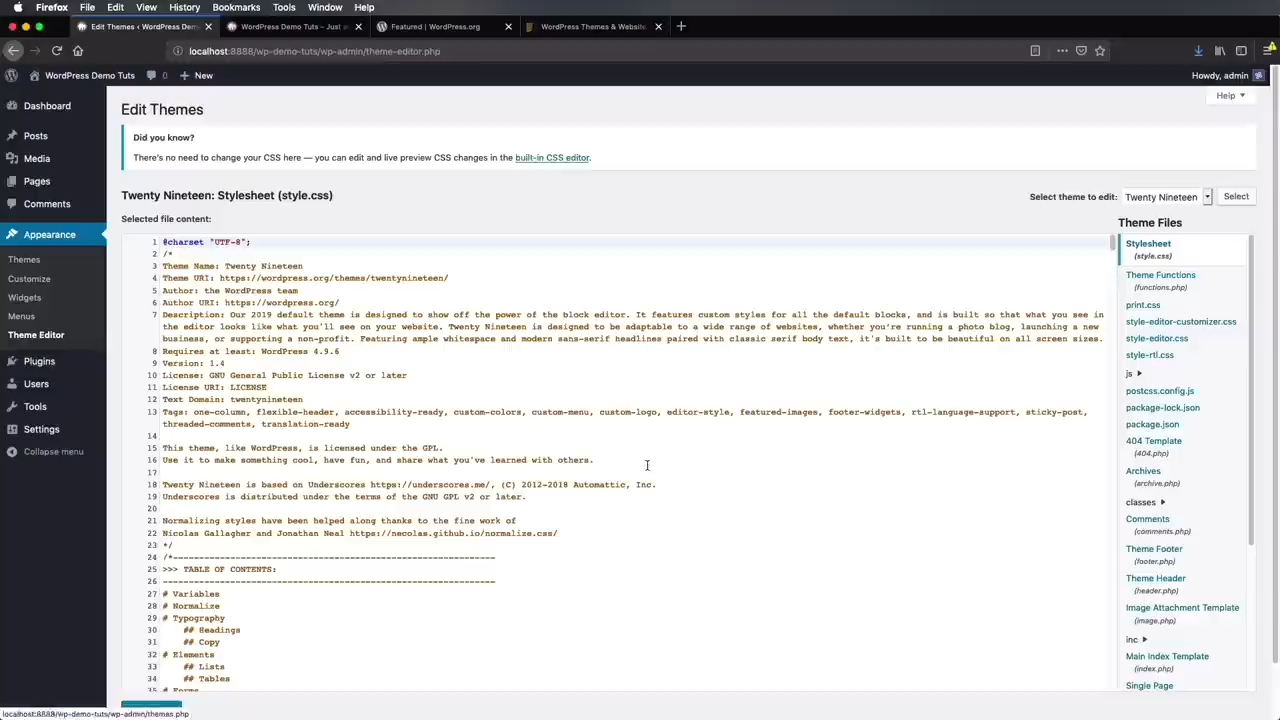 Firefox File Edit View History Bookmarks Tools Window Help
Edit Themes ‹ WordPress Demo
WordPress Demo Tuts – Just an
Featured | WordPress.org
WordPress Themes & Website
localhost:8888/wp-demo-tuts/wp-admin/theme-editor.php
WordPress Demo Tuts 0 New
Howdy, admin
Help
Dashboard
Posts
Media
Pages
Comments
Appearance
Themes
Customize
Widgets
Menus
Theme Editor
Plugins
Users
Tools
Settings
Collapse menu
Edit Themes
Did you know?
There's no need to change your CSS here — you can edit and live preview CSS changes in the built-in CSS editor.
Twenty Nineteen: Stylesheet (style.css)
Select theme to edit: Twenty Nineteen Select
Selected file content:
1 @charset "UTF-8";
2 /*
3 Theme Name: Twenty Nineteen
4 Theme URI: https://wordpress.org/themes/twentynineteen/
5 Author: the WordPress team
6 Author URI: https://wordpress.org/
7 Description: Our 2019 default theme is designed to show off the power of the block editor. It features custom styles for all the default blocks, and is built so that what you see in
the editor looks like what you'll see on your website. Twenty Nineteen is designed to be adaptable to a wide range of websites, whether you're running a photo blog, launching a new
business, or supporting a non-profit. Featuring ample whitespace and modern sans-serif headlines paired with classic serif body text, it's built to be beautiful on all screen sizes.
8 Requires at least: WordPress 4.9.6
9 Version: 1.4
10 License: GNU General Public License v2 or later
11 License URI: LICENSE
12 Text Domain: twentynineteen
13 Tags: one-column, flexible-header, accessibility-ready, custom-colors, custom-menu, custom-logo, editor-style, featured-images, footer-widgets, rtl-language-support, sticky-post,
threaded-comments, translation-ready
14
15 This theme, like WordPress, is licensed under the GPL.
16 Use it to make something cool, have fun, and share what you've learned with others.
17
18 Twenty Nineteen is based on Underscores https://underscores.me/, (C) 2012-2018 Automattic, Inc.
19 Underscores is distributed under the terms of the GNU GPL v2 or later.
20
21 Normalizing styles have been helped along thanks to the fine work of
22 Nicolas Gallagher and Jonathan Neal https://necolas.github.io/normalize.css/
23 */
24 /*--------------------------------------------------------------
25 >>> TABLE OF CONTENTS:
26 ----------------------------------------------------------------
27 # Variables
28 # Normalize
29 # Typography
30 ## Headings
31 ## Copy
32 # Elements
33 ## Lists
34 ## Tables
35 # Forms
Theme Files
Stylesheet
(style.css)
Theme Functions
(functions.php)
print.css
style-editor-customizer.css
style-editor.css
style-rtl.css
js
postcss.config.js
package-lock.json
package.json
404 Template
(404.php)
Archives
(archive.php)
classes
Comments
(comments.php)
Theme Footer
(footer.php)
Theme Header
(header.php)
Image Attachment Template
(image.php)
inc
Main Index Template
(index.php)
Single Page
localhost:8888/wp-demo-tuts/wp-admin/themes.php